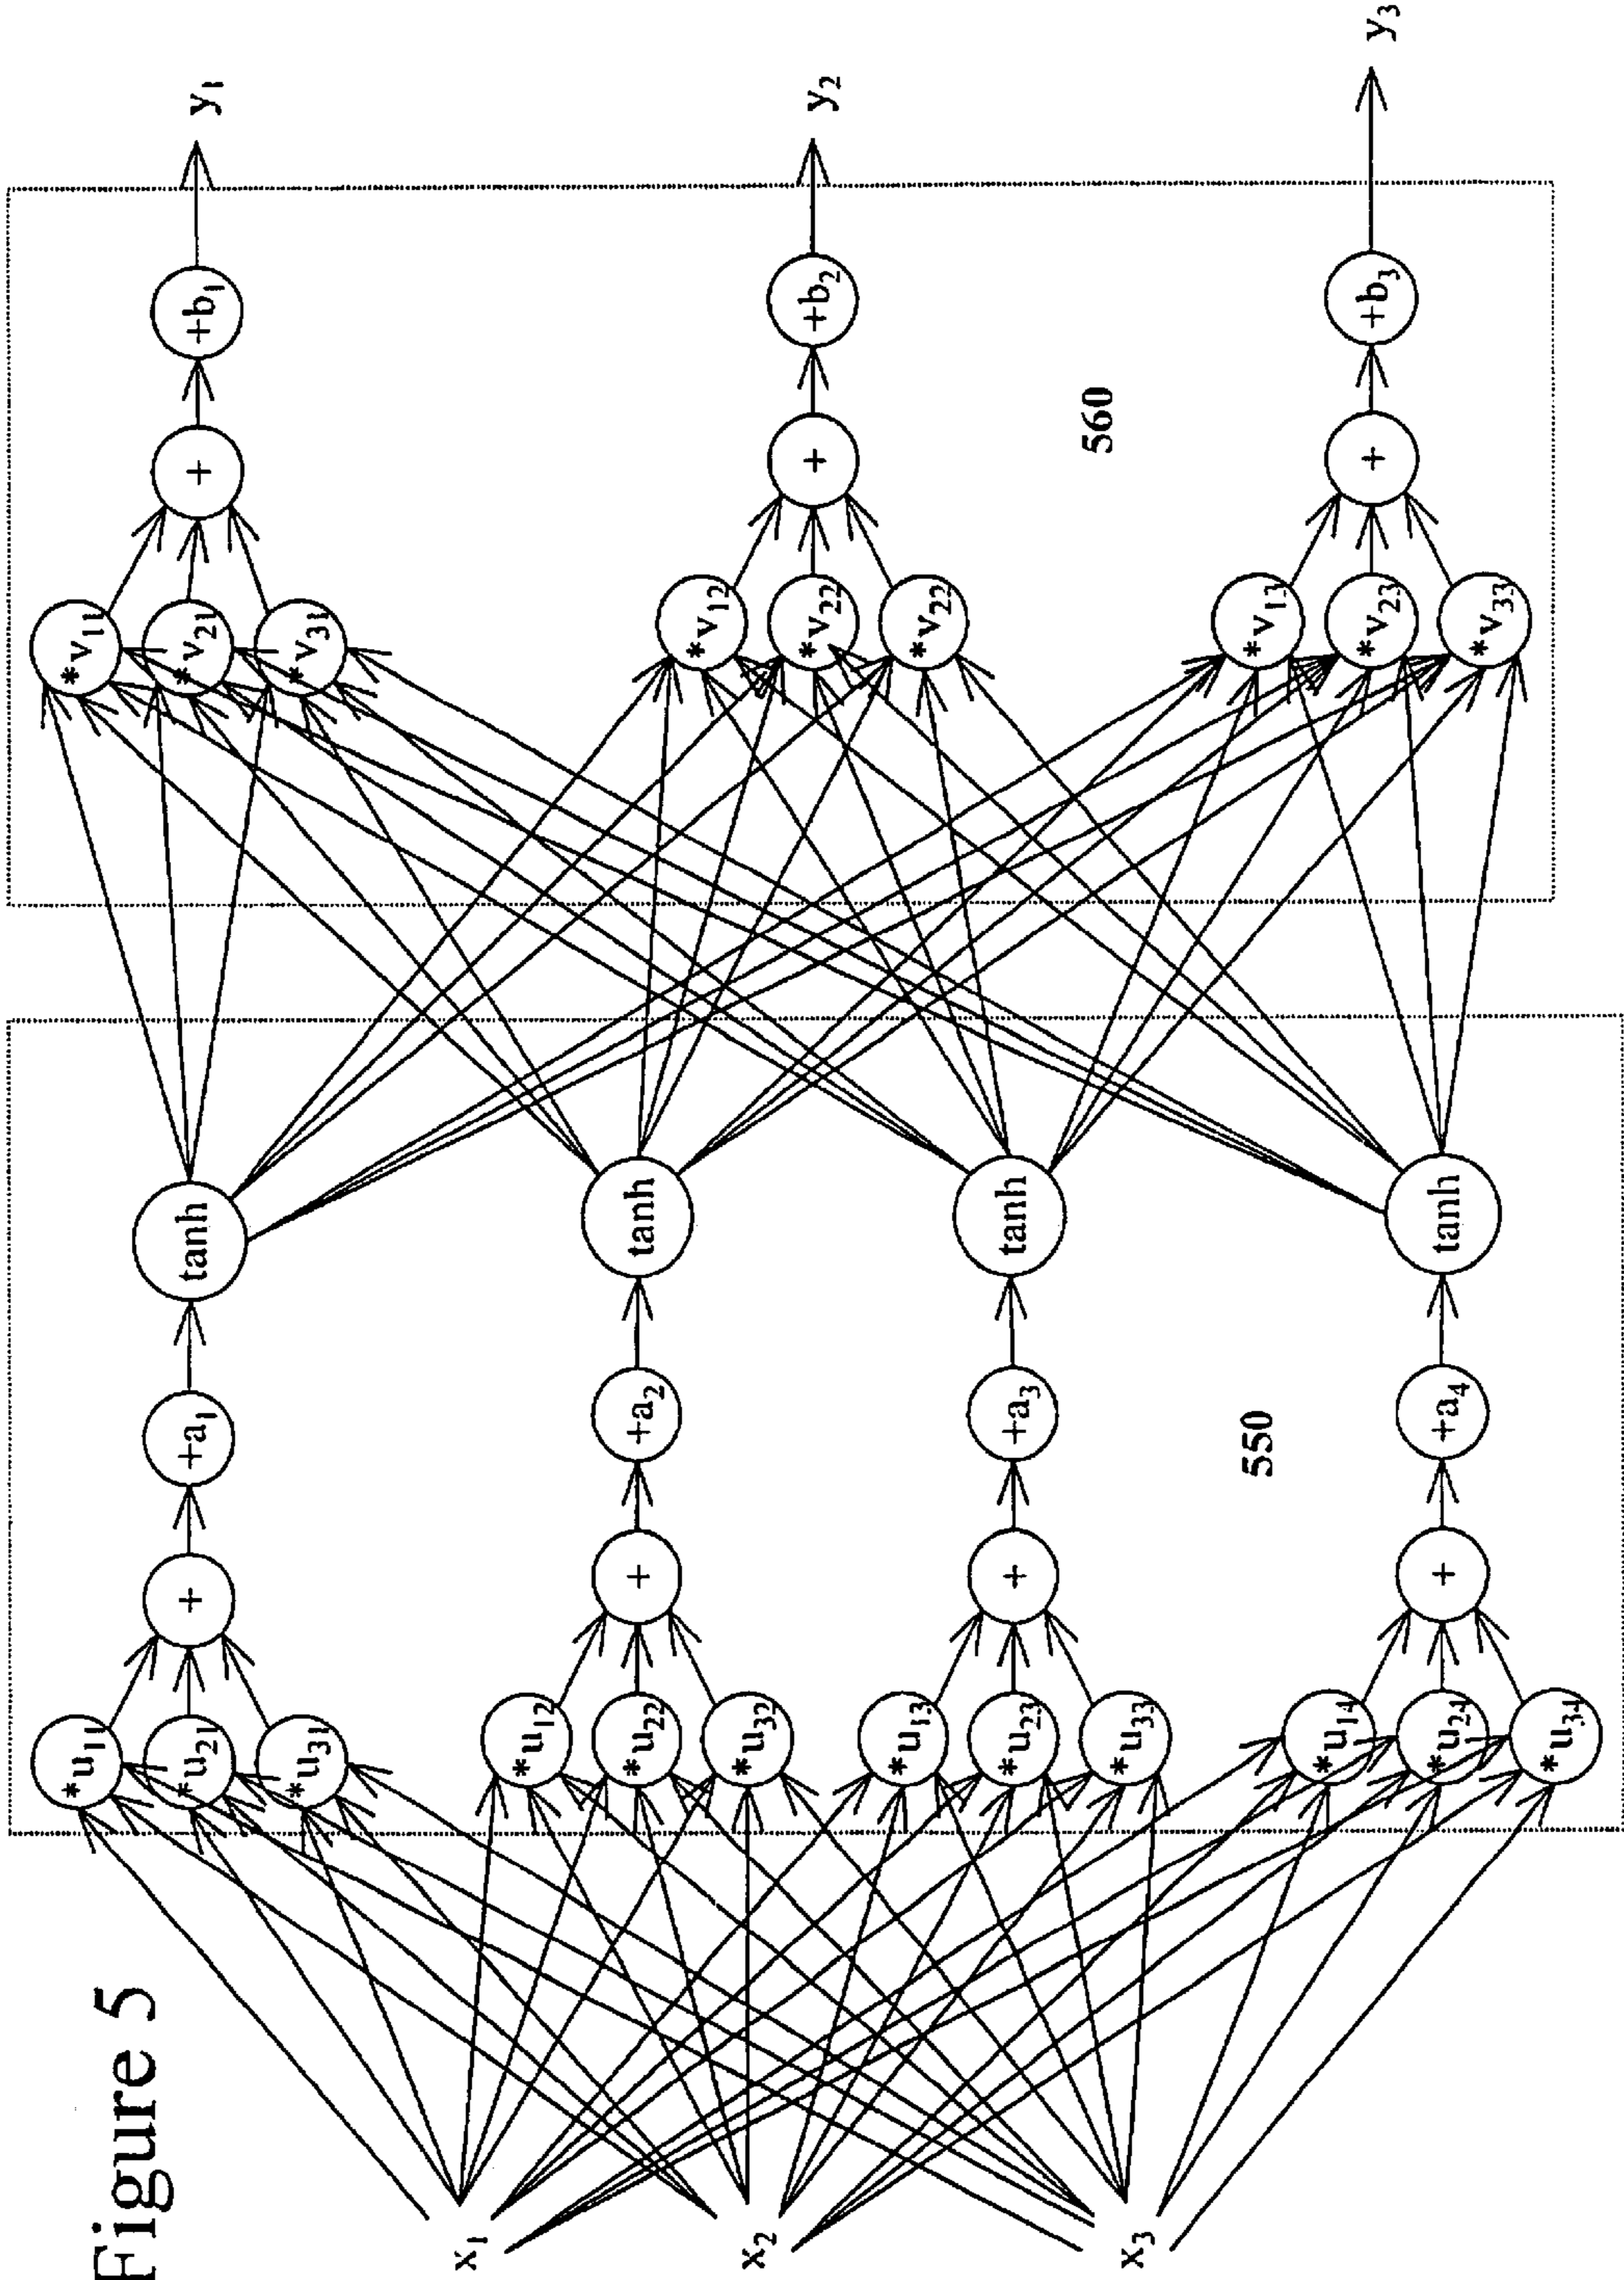 Figure 5
x1
x2
x3
*u11
*u21
*u31
+
+a1
tanh
*u12
*u22
*u32
+
+a2
tanh
*u13
*u23
*u33
+
+a3
tanh
*u14
*u24
*u34
+
+a4
tanh
550
*v11
*v21
*v31
+
+b1
y1
*v12
*v22
*v22
+
+b2
y2
560
*v13
*v23
*v33
+
+b3
y3